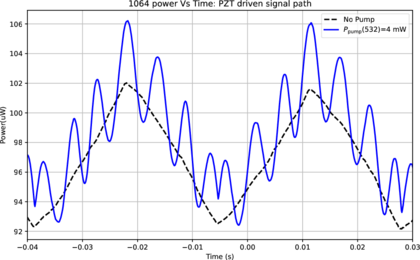 1064 power Vs Time: PZT driven signal path
No Pump
P_pump(532)=4 mW
Power(uW)
106
104
102
100
98
96
94
92
−0.04 −0.03 −0.02 −0.01 0.00 0.01 0.02 0.03
Time (s)